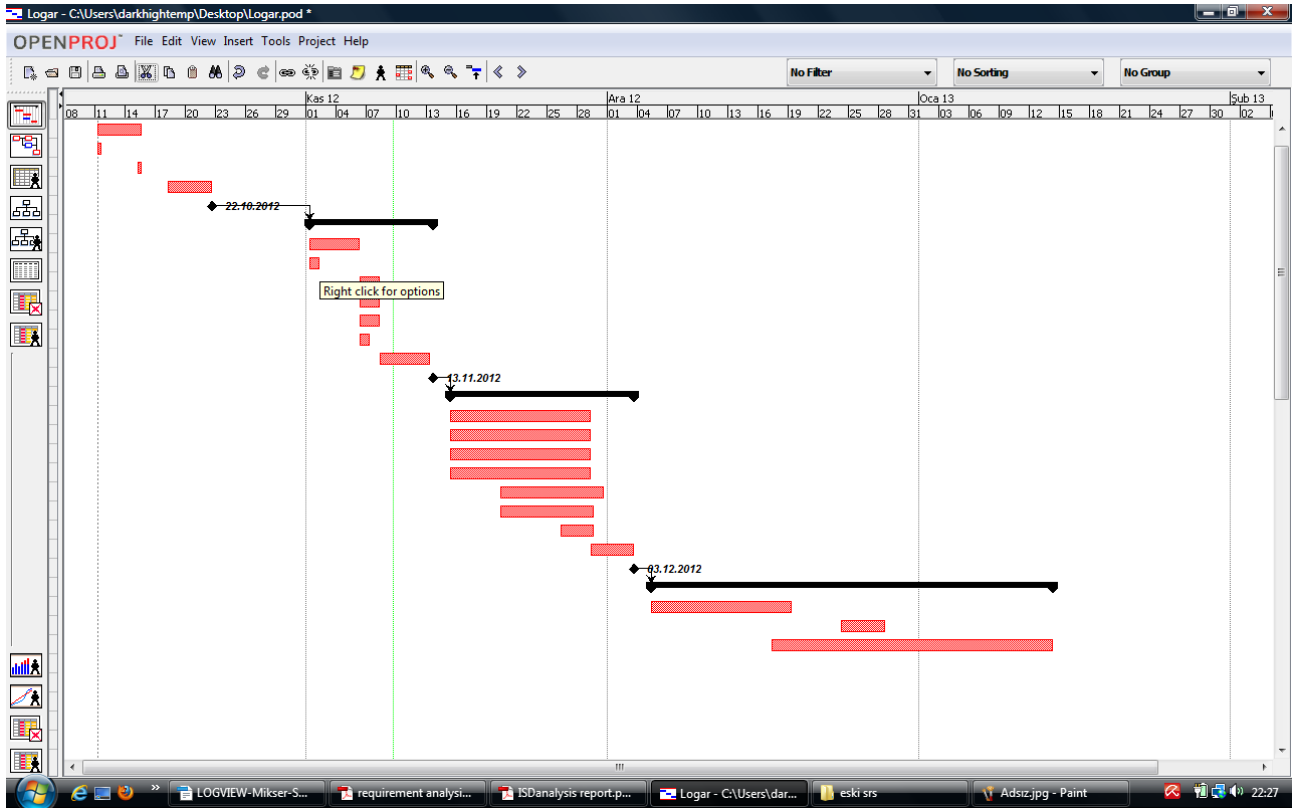 Logar - C:\Users\darkhightemp\Desktop\Logar.pod *
OPENPROJ File Edit View Insert Tools Project Help
No Filter No Sorting No Group
Kas 12 Ara 12 Oca 13 Şub 13
08 11 14 17 20 23 26 29 01 04 07 10 13 16 19 22 25 28 01 04 07 10 13 16 19 22 25 28 31 03 06 09 12 15 18 21 24 27 30 02
22.10.2012
Right click for options
13.11.2012
03.12.2012
LOGVIEW-Mikser-S... requirement analysi... ISDanalysis report.p... Logar - C:\Users\dar... eski srs Adsız.jpg - Paint 22:27